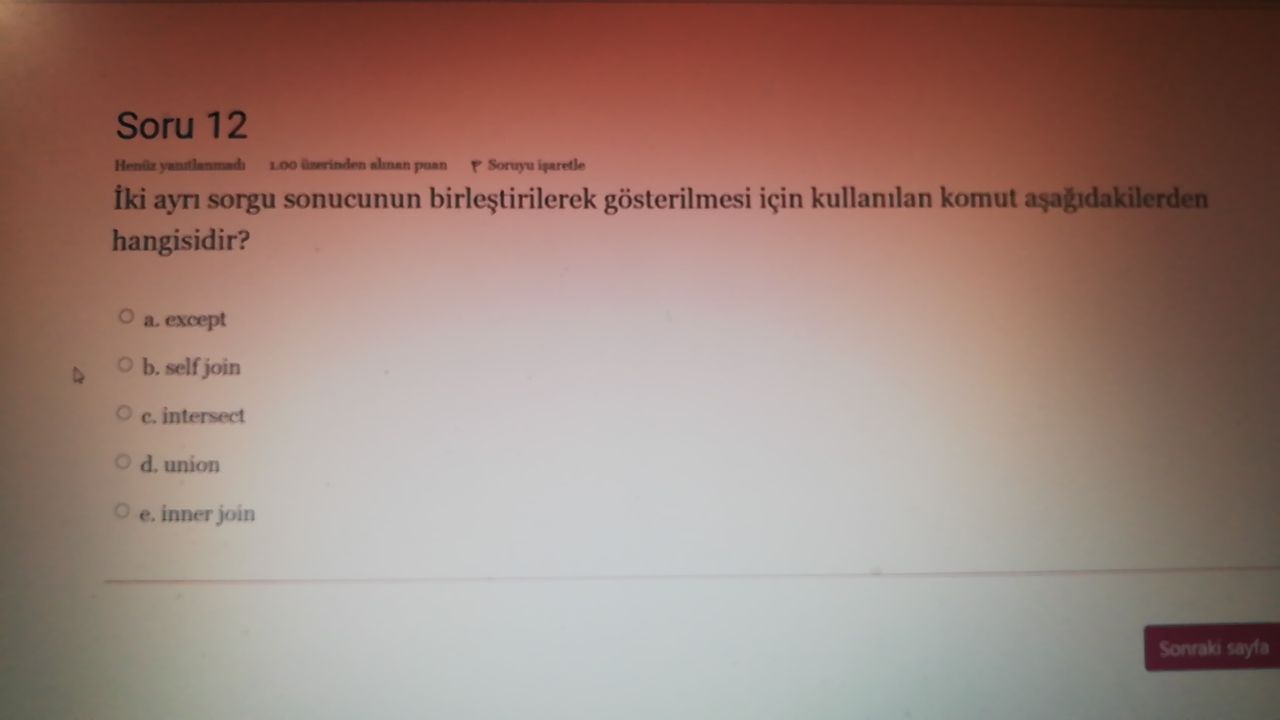 Soru 12
Henüz yanıtlanmadı 1.00 üzerinden alınan puan Soruyu işaretle
İki ayrı sorgu sonucunun birleştirilerek gösterilmesi için kullanılan komut aşağıdakilerden
hangisidir?
a. except
b. self join
c. intersect
d. union
e. inner join
Sonraki sayfa